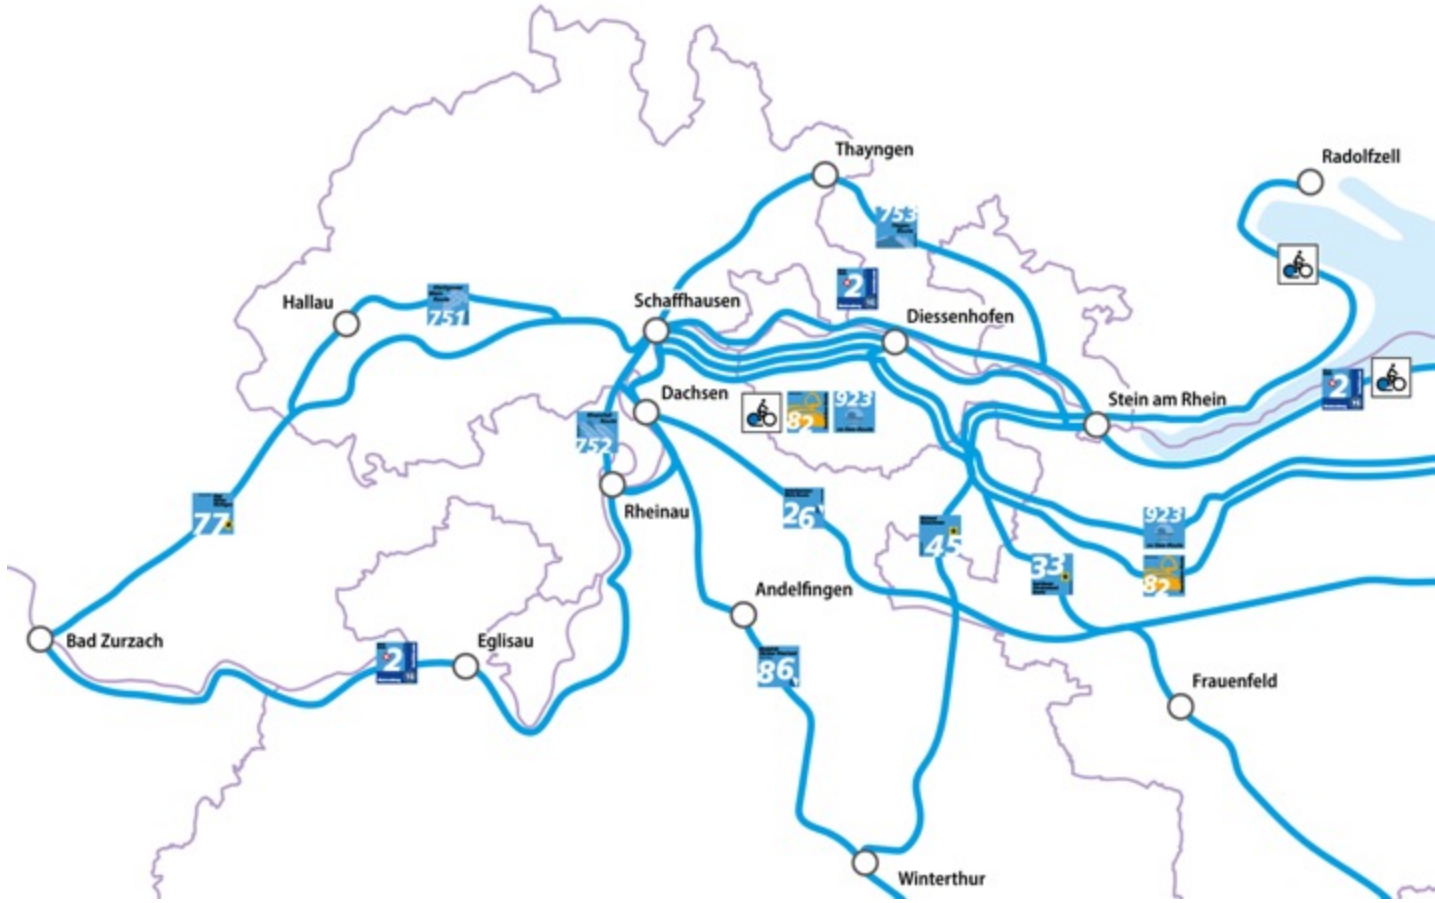 Thayngen
Radolfzell
753
2
Hallau
751
Schaffhausen
Diessenhofen
Dachsen
923
82
2
Stein am Rhein
752
77
Rheinau
26
923
45
33
82
Andelfingen
Bad Zurzach
Eglisau
2
86
Frauenfeld
Winterthur